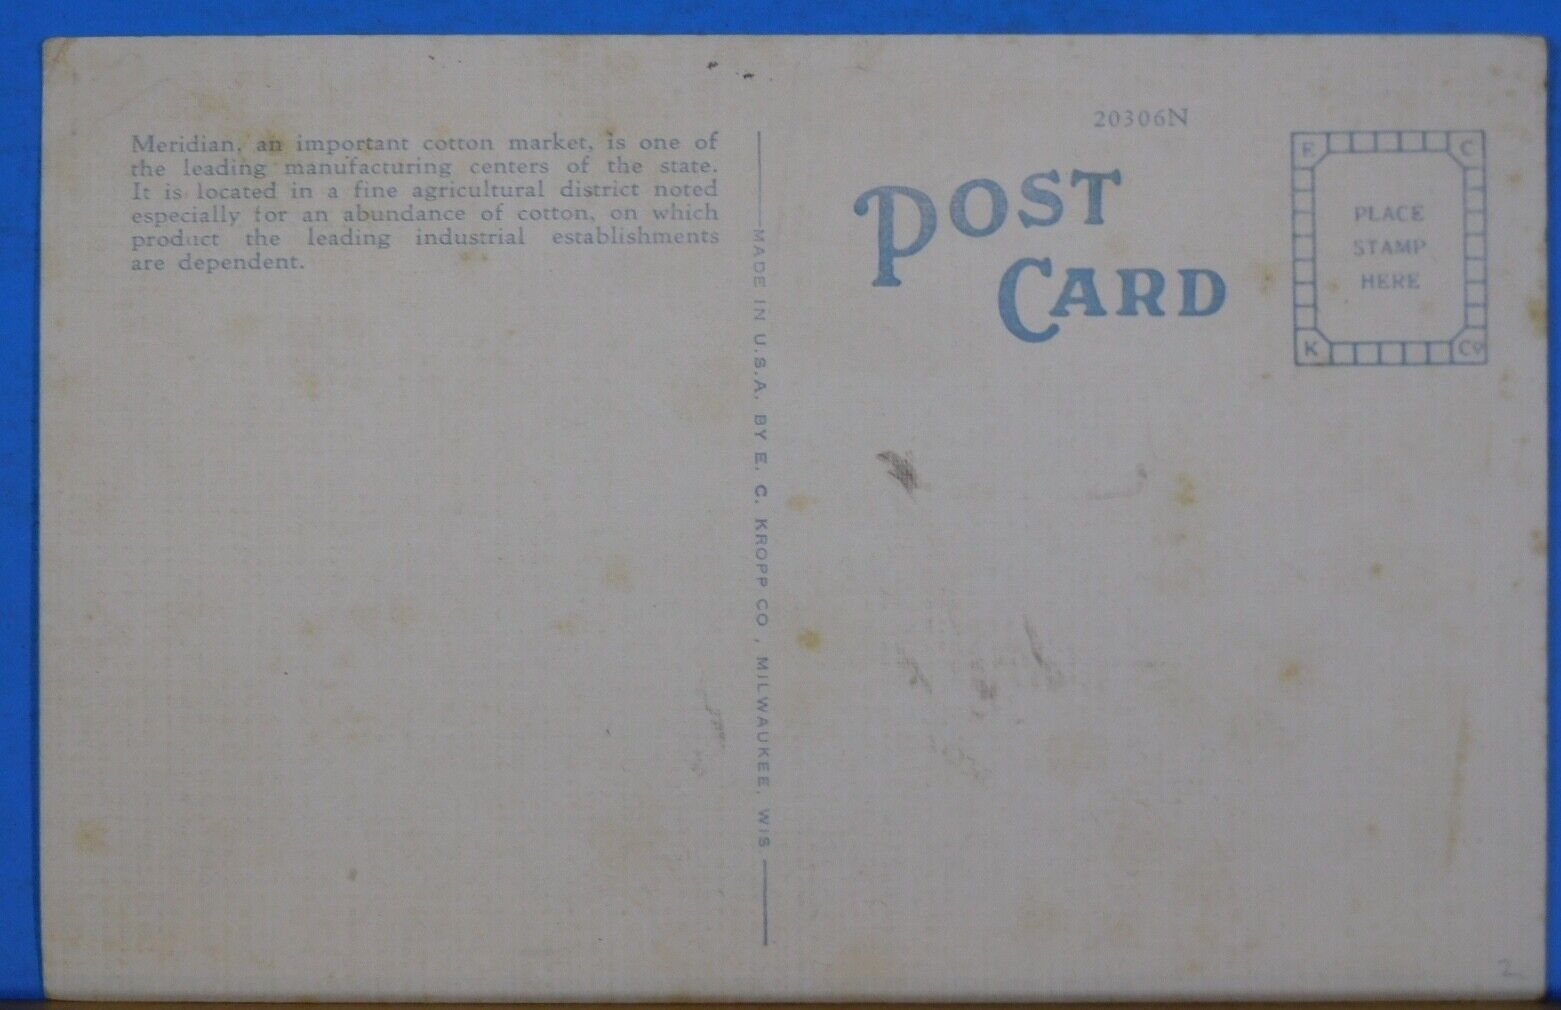 Meridian, an important cotton market, is one of
the leading manufacturing centers of the state.
It is located in a fine agricultural district noted
especially for an abundance of cotton, on which
product the leading industrial establishments
are dependent.
MADE IN U.S.A. BY E. C. KROPP CO., MILWAUKEE, WIS
20306N
POST
CARD
E C
PLACE
STAMP
HERE
K Co
2